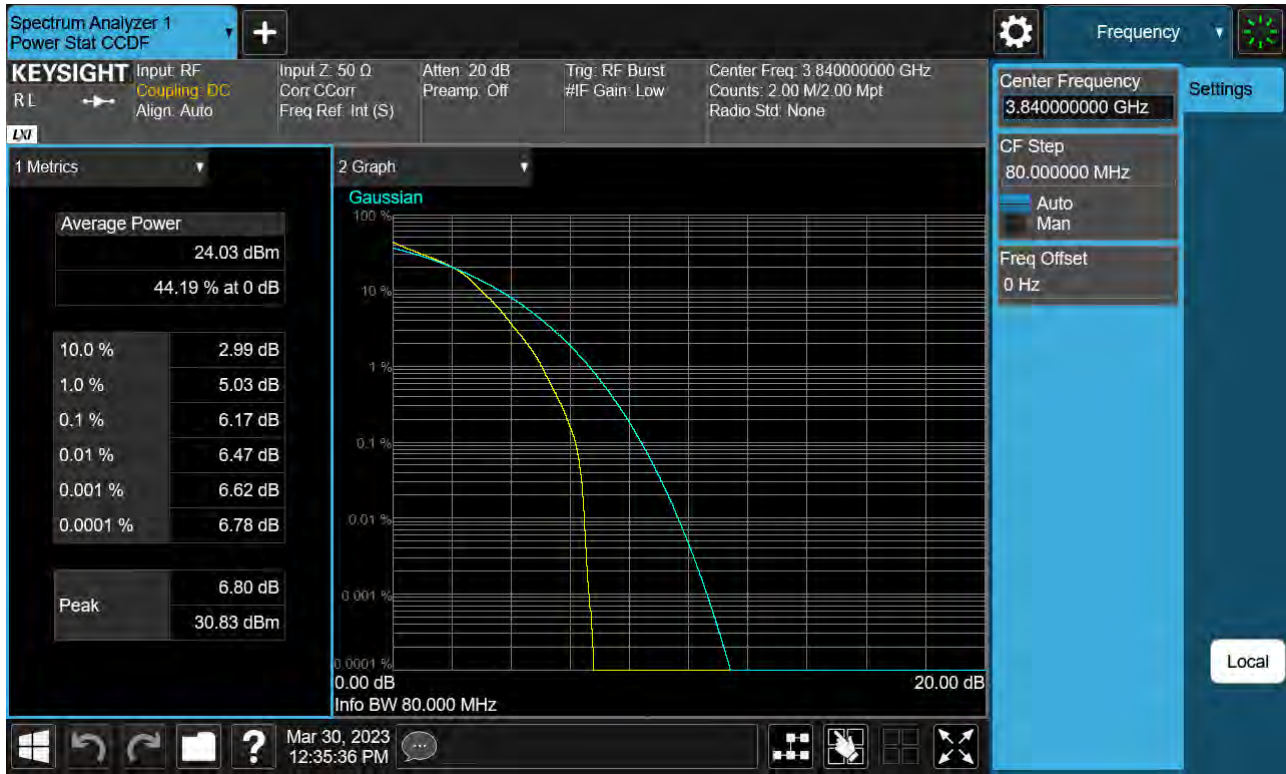 Spectrum Analyzer 1
Power Stat CCDF
+
Frequency
KEYSIGHT
RL
LXI
Input: RF
Coupling: DC
Align: Auto
Input Z: 50 Ω
Corr CCorr
Freq Ref: Int (S)
Atten: 20 dB
Preamp: Off
Trig: RF Burst
#IF Gain: Low
Center Freq: 3.840000000 GHz
Counts: 2.00 M/2.00 Mpt
Radio Std: None
Center Frequency
3.840000000 GHz
Settings
CF Step
80.000000 MHz
Auto
Man
Freq Offset
0 Hz
1 Metrics
Average Power
24.03 dBm
44.19 % at 0 dB
10.0 % 2.99 dB
1.0 % 5.03 dB
0.1 % 6.17 dB
0.01 % 6.47 dB
0.001 % 6.62 dB
0.0001 % 6.78 dB
Peak
6.80 dB
30.83 dBm
2 Graph
Gaussian
100 %
10 %
1 %
0.1 %
0.01 %
0.001 %
0.0001 %
0.00 dB 20.00 dB
Info BW 80.000 MHz
Local
?
Mar 30, 2023
12:35:36 PM